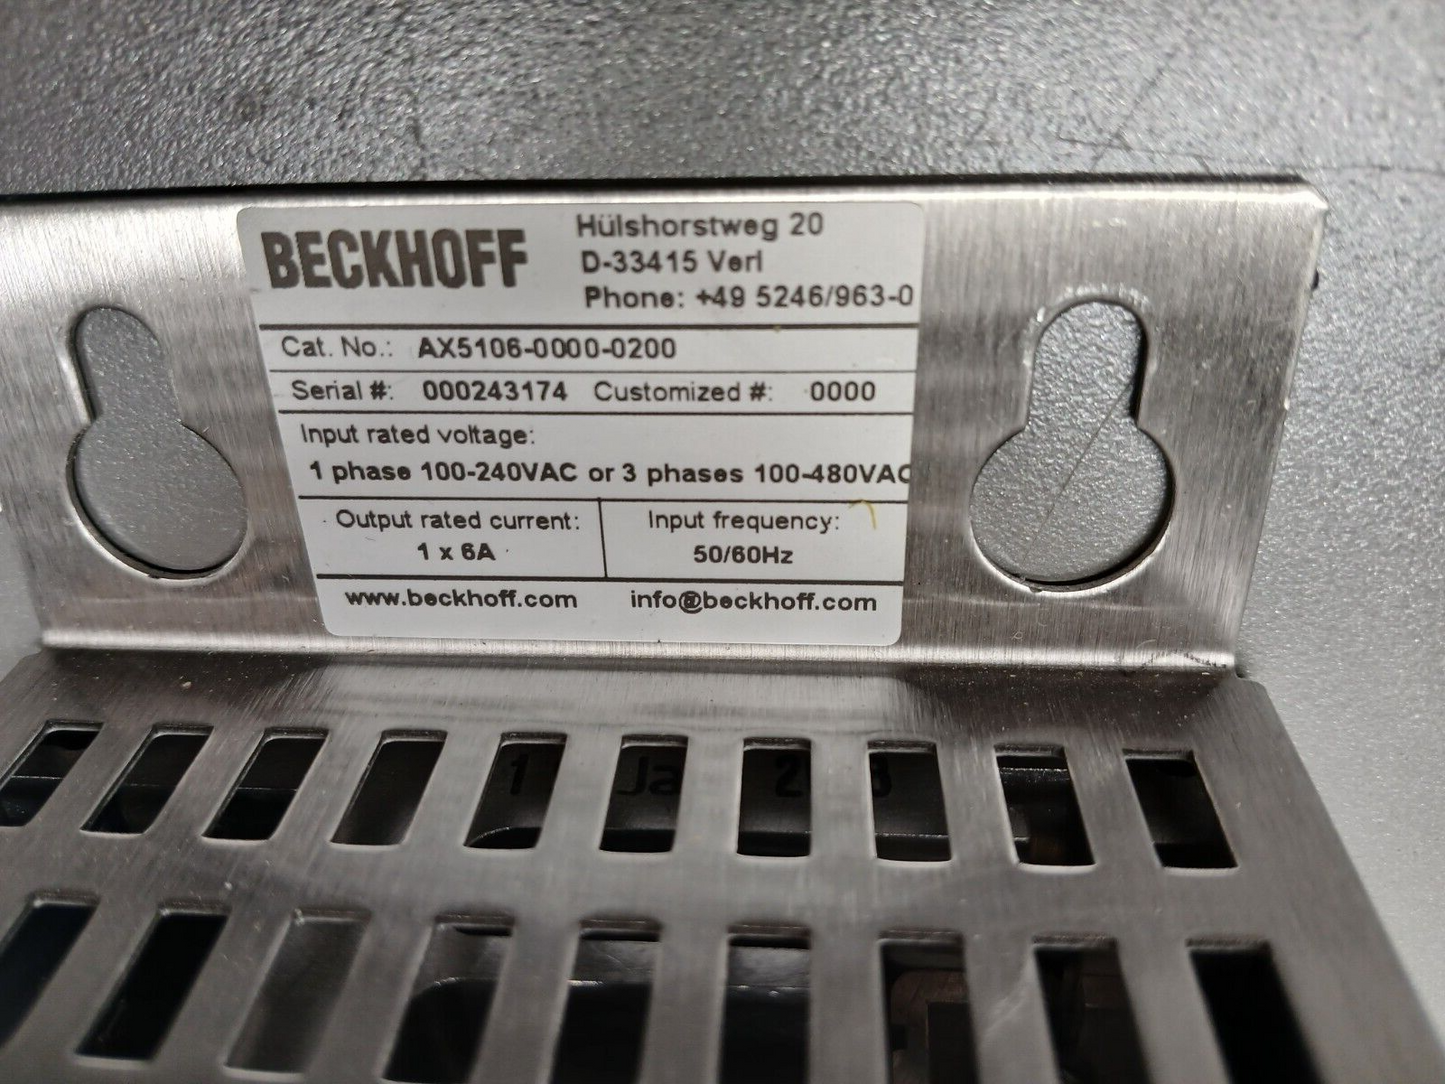 BECKHOFF
Hülshorstweg 20
D-33415 Verl
Phone: +49 5246/963-0
Cat. No.: AX5106-0000-0200
Serial #: 000243174 Customized #: 0000
Input rated voltage:
1 phase 100-240VAC or 3 phases 100-480VAC
Output rated current:
1 x 6A
Input frequency:
50/60Hz
www.beckhoff.com info@beckhoff.com